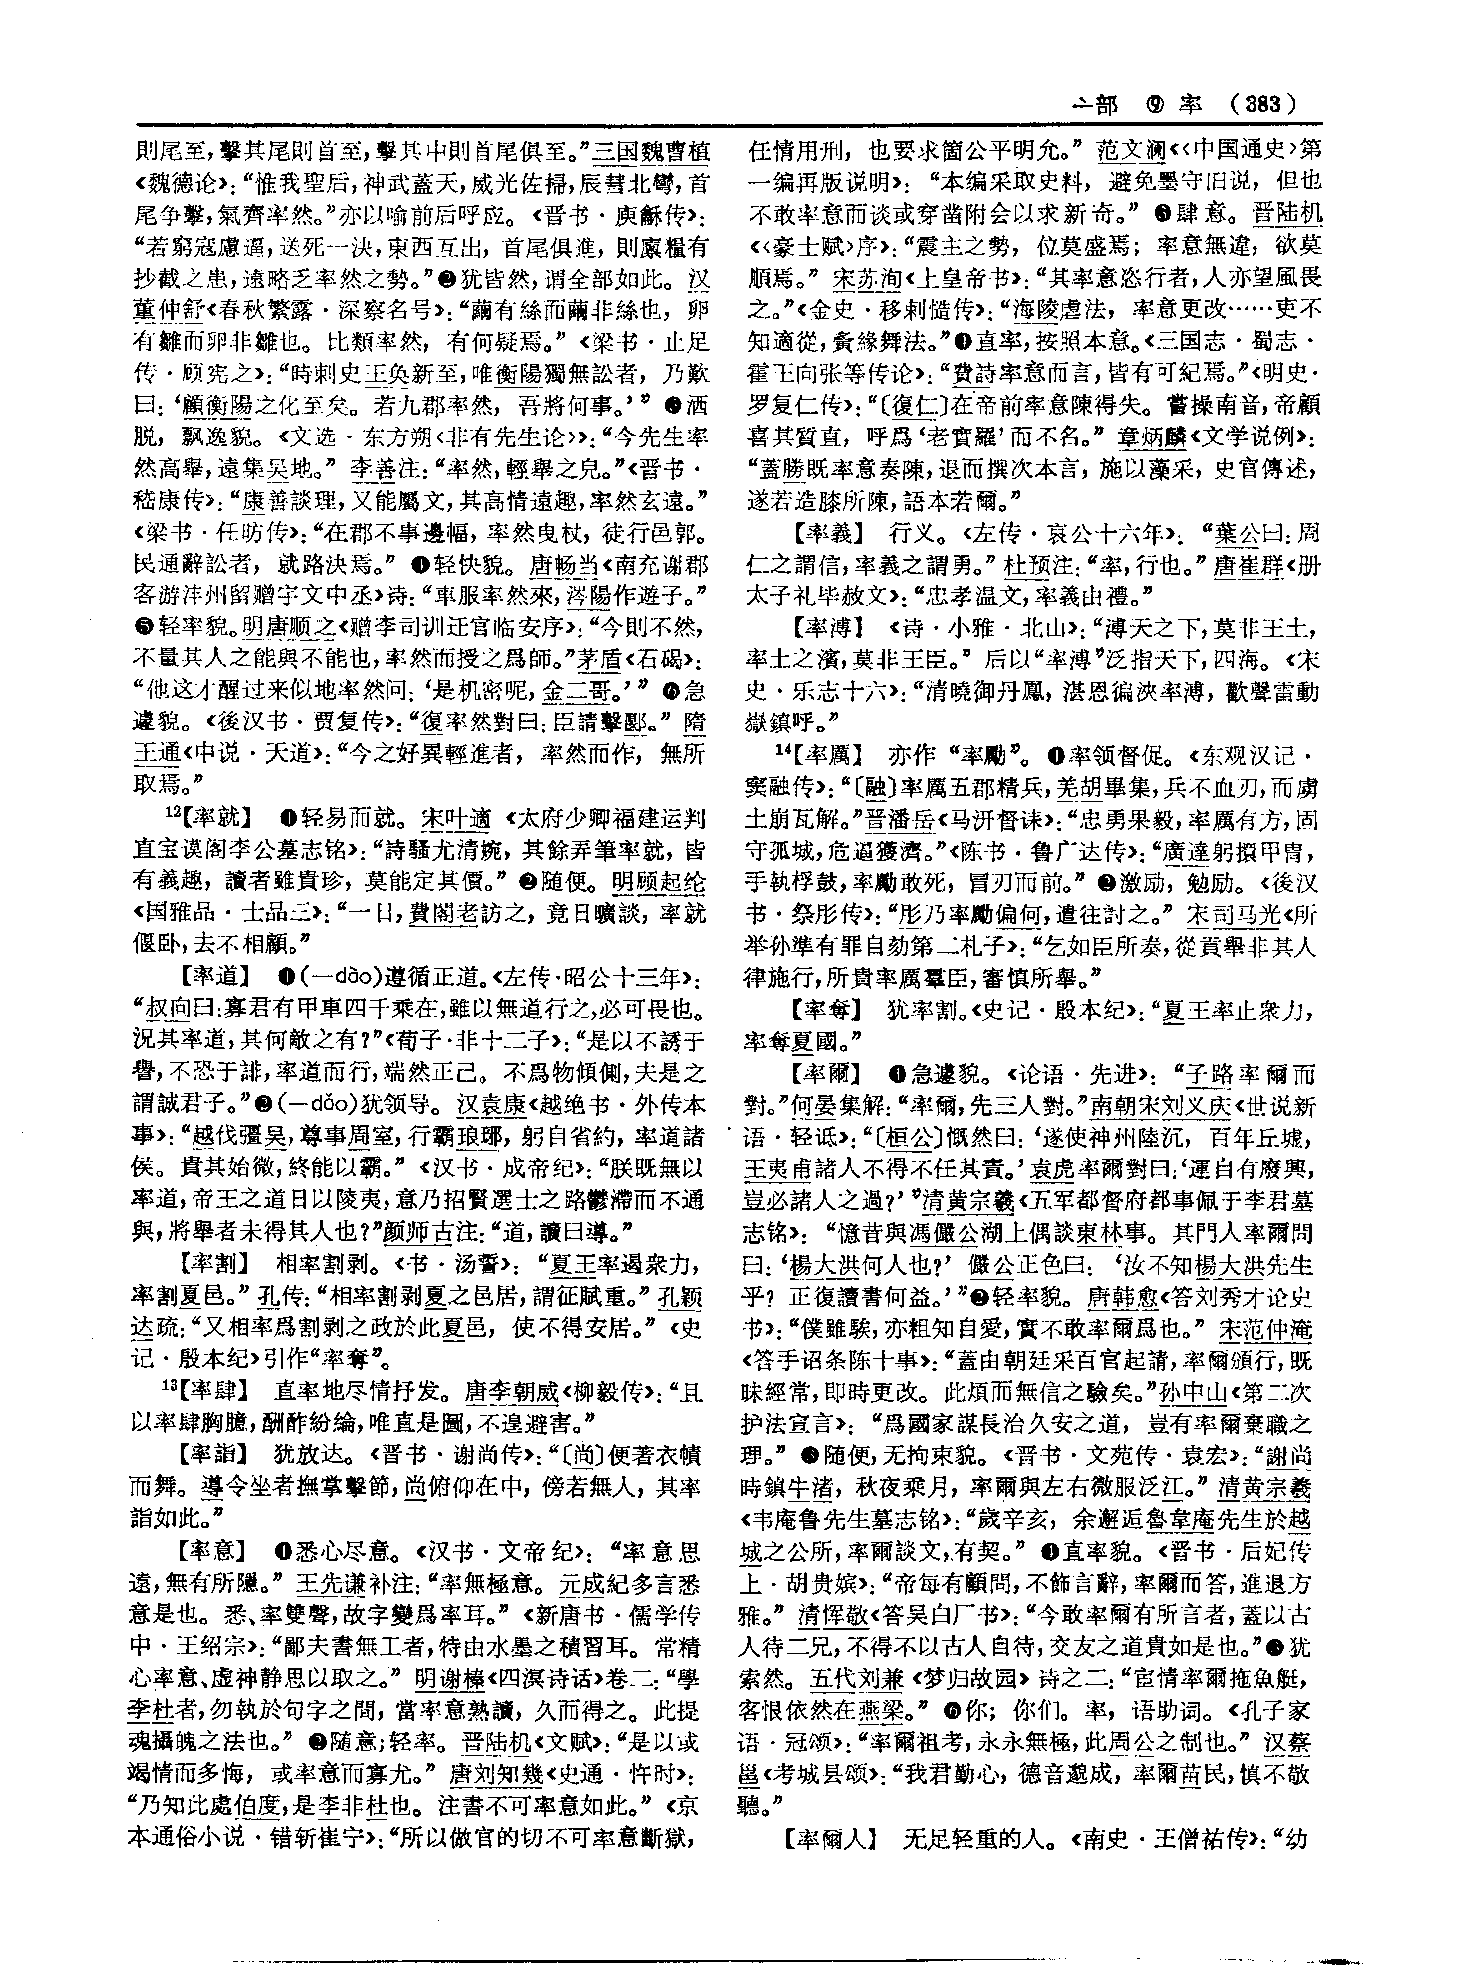 亠部 ⑨ 率 （383）
則尾至，擊其尾則首至，擊其中則首尾俱至。”三国魏曹植
《魏德论》：“惟我聖后，神武蓋天，威光佐掃，辰彗北彎，首
尾争擊，氣齊率然。”亦以喻前后呼应。《晋书·庾龢传》：
“若窮寇慮逼，送死一决，東西互出，首尾俱進，則廪糧有
抄截之患，遠略乏率然之勢。”❷犹皆然，谓全部如此。汉
董仲舒《春秋繁露·深察名号》：“繭有絲而繭非絲也，卵
有雛而卵非雛也。比類率然，有何疑焉。”《梁书·止足
传·顾宪之》：“時刺史王奂新至，唯衡陽獨無訟者，乃歎
曰：‘顧衡陽之化至矣。若九郡率然，吾將何事。’”❸洒
脱，飘逸貌。《文选·东方朔〈非有先生论〉》：“今先生率
然高舉，遠集吴地。”李善注：“率然，輕舉之皃。”《晋书·
嵇康传》：“康善談理，又能屬文，其高情遠趣，率然玄遠。”
《梁书·任昉传》：“在郡不事邊幅，率然曳杖，徒行邑郭。
民通辭訟者，就路决焉。”❹轻快貌。唐畅当《南充谢郡
客游沣州留赠宇文中丞》诗：“車服率然來，涔陽作遊子。”
❺轻率貌。明唐顺之《赠李司训迁官临安序》：“今則不然，
不量其人之能與不能也，率然而授之爲師。”茅盾《石碣》：
“他这才醒过来似地率然问：‘是机密呢，金二哥。’”❻急
遽貌。《後汉书·贾复传》：“復率然對曰：臣請擊郾。”隋
王通《中说·天道》：“今之好異輕進者，率然而作，無所
取焉。”
12【率就】 ❶轻易而就。宋叶適《太府少卿福建运判
直宝谟阁李公墓志铭》：“詩騷尤清婉，其餘弄筆率就，皆
有義趣，讀者雖貴珍，莫能定其價。”❷随便。明顾起纶
《国雅品·士品三》：“一日，費閣老訪之，竟日曠談，率就
偃卧，去不相顧。”
【率道】 ❶（—dào）遵循正道。《左传·昭公十三年》：
“叔向曰：寡君有甲車四千乘在，雖以無道行之，必可畏也。
況其率道，其何敵之有？”《荀子·非十二子》：“是以不誘于
譽，不恐于誹，率道而行，端然正己。不爲物傾側，夫是之
謂誠君子。”❷（—dǎo）犹领导。汉袁康《越绝书·外传本
事》：“越伐彊吴，尊事周室，行霸琅琊，躬自省約，率道諸
侯。貴其始微，終能以霸。”《汉书·成帝纪》：“朕既無以
率道，帝王之道日以陵夷，意乃招賢選士之路鬱滯而不通
與，將舉者未得其人也？”颜师古注：“道，讀曰導。”
【率割】 相率割剥。《书·汤誓》：“夏王率遏衆力，
率割夏邑。”孔传：“相率割剥夏之邑居，謂征賦重。”孔颖
达疏：“又相率爲割剥之政於此夏邑，使不得安居。”《史
记·殷本纪》引作“率奪”。
13【率肆】 直率地尽情抒发。唐李朝威《柳毅传》：“且
以率肆胸臆，酬酢紛綸，唯直是圖，不遑避害。”
【率詣】 犹放达。《晋书·谢尚传》：“〔尚〕便著衣幘
而舞。導令坐者撫掌擊節，尚俯仰在中，傍若無人，其率
詣如此。”
【率意】 ❶悉心尽意。《汉书·文帝纪》：“率意思
遠，無有所隱。”王先谦补注：“率無極意。元成紀多言悉
意是也。悉、率雙聲，故字變爲率耳。”《新唐书·儒学传
中·王绍宗》：“鄙夫書無工者，特由水墨之積習耳。常精
心率意、虚神静思以取之。”明谢榛《四溟诗话》卷二：“學
李杜者，勿執於句字之間，當率意熟讀，久而得之。此提
魂攝魄之法也。”❷随意；轻率。晋陆机《文赋》：“是以或
竭情而多悔，或率意而寡尤。”唐刘知幾《史通·忤时》：
“乃知此處伯度，是李非杜也。注書不可率意如此。”《京
本通俗小说·错斩崔宁》：“所以做官的切不可率意斷獄，
任情用刑，也要求箇公平明允。”范文澜《〈中国通史〉第
一编再版说明》：“本编采取史料，避免墨守旧说，但也
不敢率意而谈或穿凿附会以求新奇。”❸肆意。晋陆机
《〈豪士赋〉序》：“震主之勢，位莫盛焉；率意無違，欲莫
順焉。”宋苏洵《上皇帝书》：“其率意恣行者，人亦望風畏
之。”《金史·移剌慥传》：“海陵虐法，率意更改……吏不
知適從，夤緣舞法。”❹直率，按照本意。《三国志·蜀志·
霍王向张等传论》：“費詩率意而言，皆有可紀焉。”《明史·
罗复仁传》：“〔復仁〕在帝前率意陳得失。嘗操南音，帝顧
喜其質直，呼爲‘老實羅’而不名。”章炳麟《文学说例》：
“蓋勝既率意奏陳，退而撰次本言，施以藻采，史官傳述，
遂若造膝所陳，語本若爾。”
【率義】 行义。《左传·哀公十六年》：“葉公曰：周
仁之謂信，率義之謂勇。”杜预注：“率，行也。”唐崔群《册
太子礼毕赦文》：“忠孝温文，率義由禮。”
【率溥】 《诗·小雅·北山》：“溥天之下，莫非王土，
率土之濱，莫非王臣。”后以“率溥”泛指天下，四海。《宋
史·乐志十六》：“清曉御丹鳳，湛恩徧浹率溥，歡聲雷動
嶽鎮呼。”
14【率厲】 亦作“率勵”。❶率领督促。《东观汉记·
窦融传》：“〔融〕率厲五郡精兵，羌胡畢集，兵不血刃，而虜
土崩瓦解。”晋潘岳《马汧督诔》：“忠勇果毅，率厲有方，固
守孤城，危逼獲濟。”《陈书·鲁广达传》：“廣達躬擐甲胄，
手執桴鼓，率勵敢死，冒刃而前。”❷激励，勉励。《後汉
书·祭肜传》：“肜乃率勵偏何，遣往討之。”宋司马光《所
举孙準有罪自劾第二札子》：“乞如臣所奏，從貢舉非其人
律施行，所貴率厲羣臣，審慎所舉。”
【率奪】 犹率割。《史记·殷本纪》：“夏王率止衆力，
率奪夏國。”
【率爾】 ❶急遽貌。《论语·先进》：“子路率爾而
對。”何晏集解：“率爾，先三人對。”南朝宋刘义庆《世说新
语·轻诋》：“〔桓公〕慨然曰：‘遂使神州陸沉，百年丘墟，
王夷甫諸人不得不任其責。’袁虎率爾對曰：‘運自有廢興，
豈必諸人之過？’”清黄宗羲《五军都督府都事佩于李君墓
志铭》：“憶昔與馮儼公湖上偶談東林事。其門人率爾問
曰：‘楊大洪何人也？’儼公正色曰：‘汝不知楊大洪先生
乎？正復讀書何益。’”❷轻率貌。唐韩愈《答刘秀才论史
书》：“僕雖騃，亦粗知自愛，實不敢率爾爲也。”宋范仲淹
《答手诏条陈十事》：“蓋由朝廷采百官起請，率爾頒行，既
昧經常，即時更改。此煩而無信之驗矣。”孙中山《第二次
护法宣言》：“爲國家謀長治久安之道，豈有率爾棄職之
理。”❸随便，无拘束貌。《晋书·文苑传·袁宏》：“謝尚
時鎮牛渚，秋夜乘月，率爾與左右微服泛江。”清黄宗羲
《韦庵鲁先生墓志铭》：“歲辛亥，余邂逅魯韋庵先生於越
城之公所，率爾談文，有契。”❹直率貌。《晋书·后妃传
上·胡贵嫔》：“帝每有顧問，不飾言辭，率爾而答，進退方
雅。”清恽敬《答吴白厂书》：“今敢率爾有所言者，蓋以古
人待二兄，不得不以古人自待，交友之道貴如是也。”❺犹
索然。五代刘兼《梦归故园》诗之二：“宦情率爾拖魚艇，
客恨依然在燕梁。”❻你；你们。率，语助词。《孔子家
语·冠颂》：“率爾祖考，永永無極，此周公之制也。”汉蔡
邕《考城县颂》：“我君勤心，德音邈成，率爾苗民，慎不敬
聽。”
【率爾人】 无足轻重的人。《南史·王僧祐传》：“幼